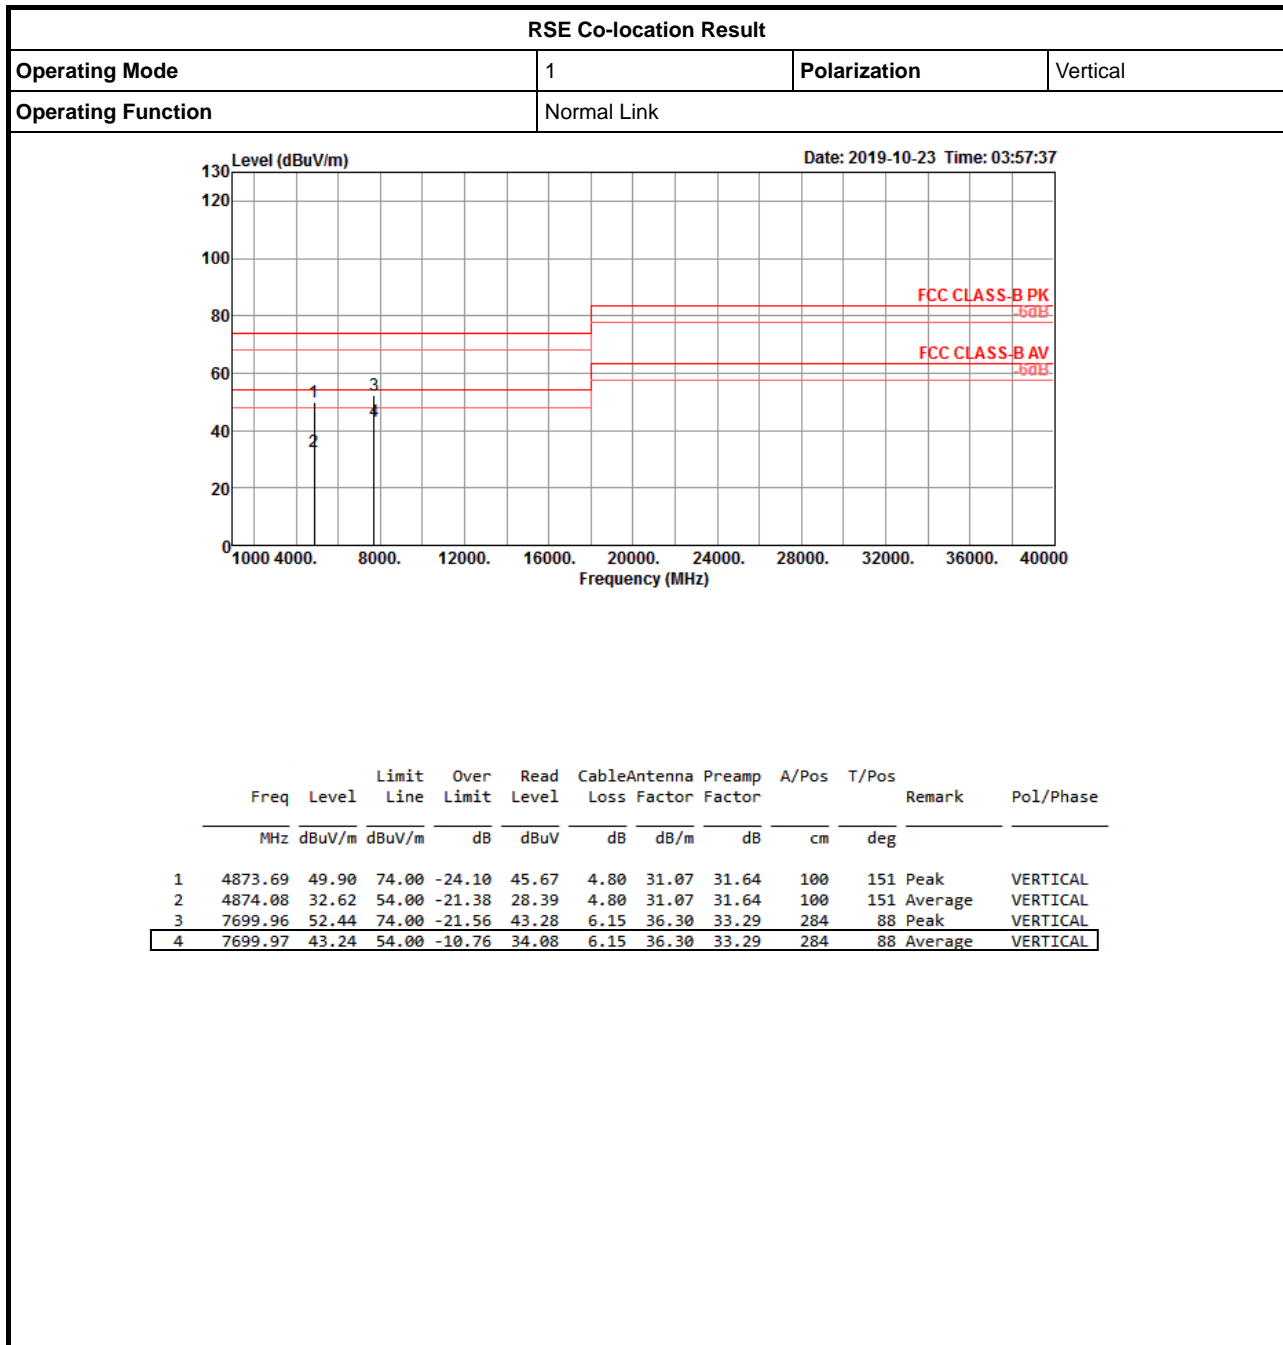 RSE Co-location Result
Operating Mode 1 Polarization Vertical
Operating Function Normal Link
Level (dBuV/m) Date: 2019-10-23 Time: 03:57:37
130
120
100
80
60
40
20
0
FCC CLASS-B PK
-6dB
FCC CLASS-B AV
-6dB
1
2
3
4
1000 4000. 8000. 12000. 16000. 20000. 24000. 28000. 32000. 36000. 40000
Frequency (MHz)
Limit Over Read CableAntenna Preamp A/Pos T/Pos
Freq Level Line Limit Level Loss Factor Factor Remark Pol/Phase
MHz dBuV/m dBuV/m dB dBuV dB dB/m dB cm deg
1 4873.69 49.90 74.00 -24.10 45.67 4.80 31.07 31.64 100 151 Peak VERTICAL
2 4874.08 32.62 54.00 -21.38 28.39 4.80 31.07 31.64 100 151 Average VERTICAL
3 7699.96 52.44 74.00 -21.56 43.28 6.15 36.30 33.29 284 88 Peak VERTICAL
4 7699.97 43.24 54.00 -10.76 34.08 6.15 36.30 33.29 284 88 Average VERTICAL